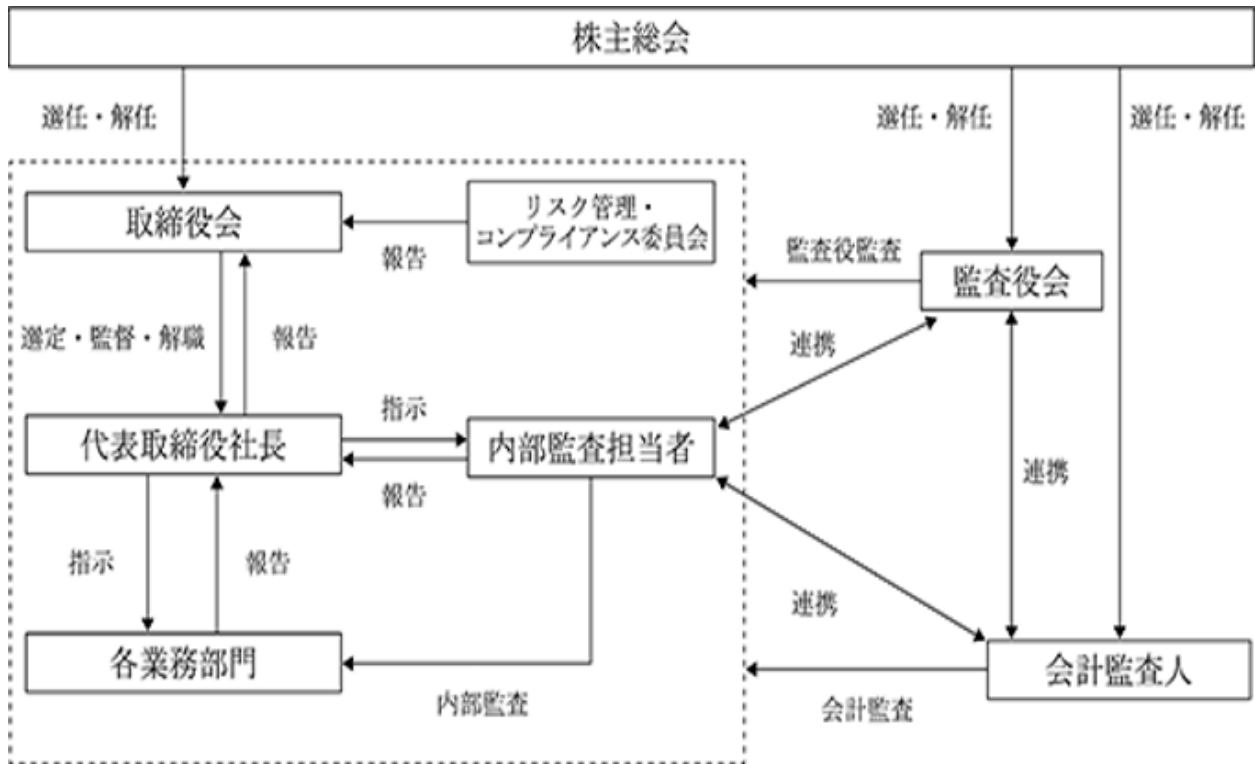 株主総会
選任・解任
選任・解任
選任・解任
取締役会
リスク管理・
コンプライアンス委員会
報告
監査役監査
監査役会
選定・監督・解職
報告
連携
代表取締役社長
指示
報告
内部監査担当者
連携
指示
報告
連携
各業務部門
内部監査
会計監査人
会計監査